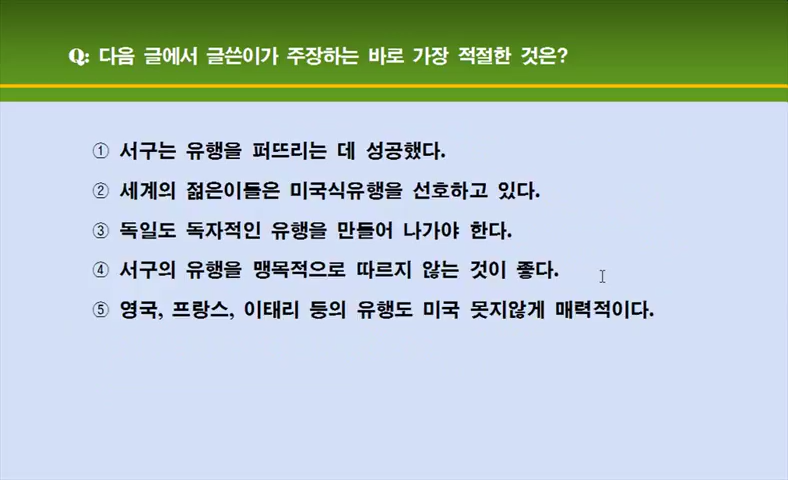 Q: 다음 글에서 글쓴이가 주장하는 바로 가장 적절한 것은?
① 서구는 유행을 퍼뜨리는 데 성공했다.
② 세계의 젊은이들은 미국식유행을 선호하고 있다.
③ 독일도 독자적인 유행을 만들어 나가야 한다.
④ 서구의 유행을 맹목적으로 따르지 않는 것이 좋다.
⑤ 영국, 프랑스, 이태리 등의 유행도 미국 못지않게 매력적이다.